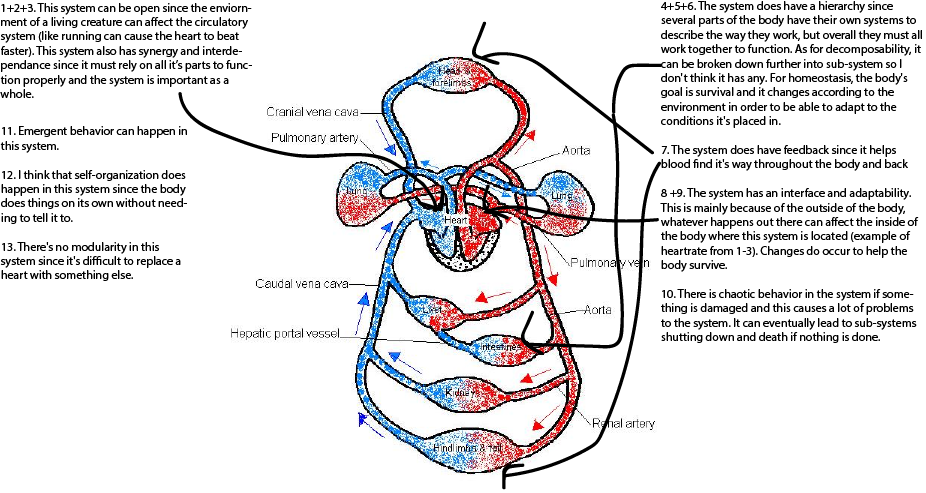 1+2+3. This system can be open since the enviorn-
ment of a living creature can affect the circulatory
system (like running can cause the heart to beat
faster). This system also has synergy and interde-
pendance since it must rely on all it's parts to func-
tion properly and the system is important as a
whole.
11. Emergent behavior can happen in
this system.
12. I think that self-organization does
happen in this system since the body
does things on its own without need-
ing to tell it to.
13. There's no modularity in this
system since it's difficult to replace a
heart with something else.
Head &
forelimbs
Cranial vena cava
Pulmonary artery
Aorta
Lung
Lung
Heart
Pulmonary vein
Caudal vena cava
Liver
Aorta
Hepatic portal vessel
Intestines
Kidney
Renal artery
Hind limbs & tail
4+5+6. The system does have a hierarchy since
several parts of the body have their own systems to
describe the way they work, but overall they must all
work together to function. As for decomposability, it
can be broken down further into sub-system so I
don't think it has any. For homeostasis, the body's
goal is survival and it changes according to the
environment in order to be able to adapt to the
conditions it's placed in.
7. The system does have feedback since it helps
blood find it's way throughout the body and back
8 +9. The system has an interface and adaptability.
This is mainly because of the outside of the body,
whatever happens out there can affect the inside of
the body where this system is located (example of
heartrate from 1-3). Changes do occur to help the
body survive.
10. There is chaotic behavior in the system if some-
thing is damaged and this causes a lot of problems
to the system. It can eventually lead to sub-systems
shutting down and death if nothing is done.